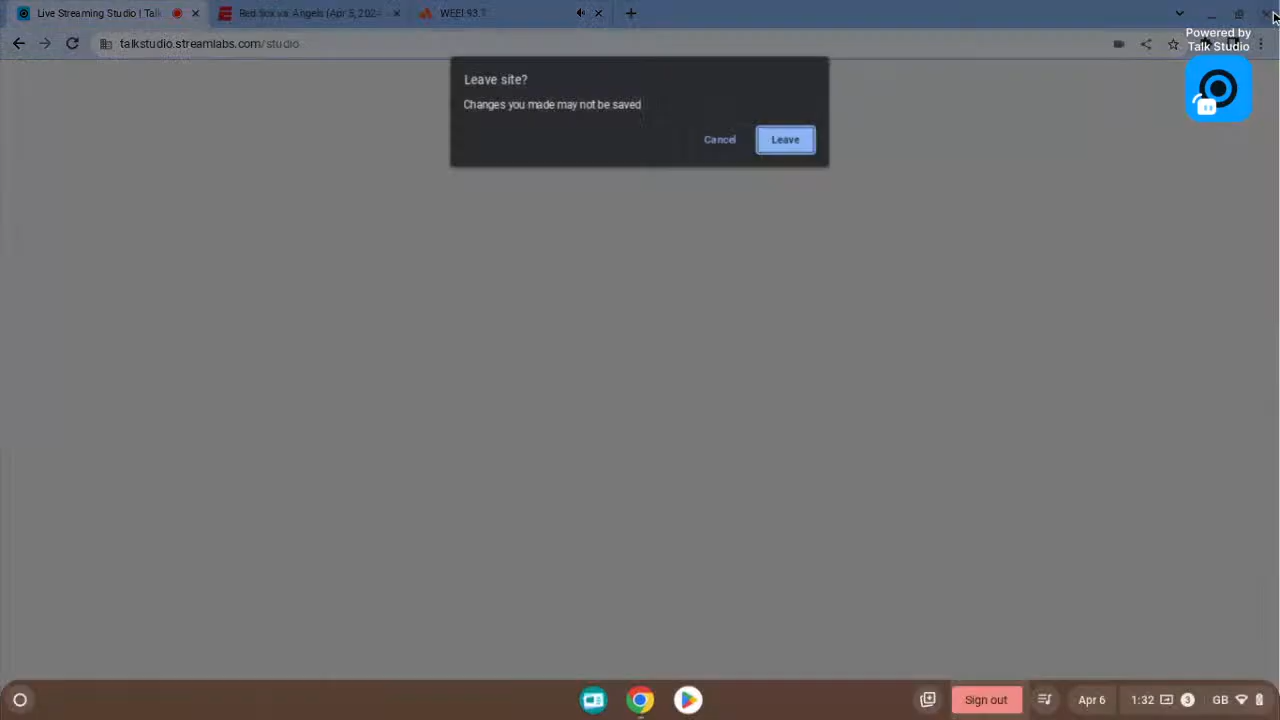 Live Streaming Studio | Talk
Red Sox vs. Angels (Apr 5, 202
WEEI 93.7
talkstudio.streamlabs.com/studio
Powered by
Talk Studio
Leave site?
Changes you made may not be saved
Cancel
Leave
Sign out
Apr 6
1:32
3
GB